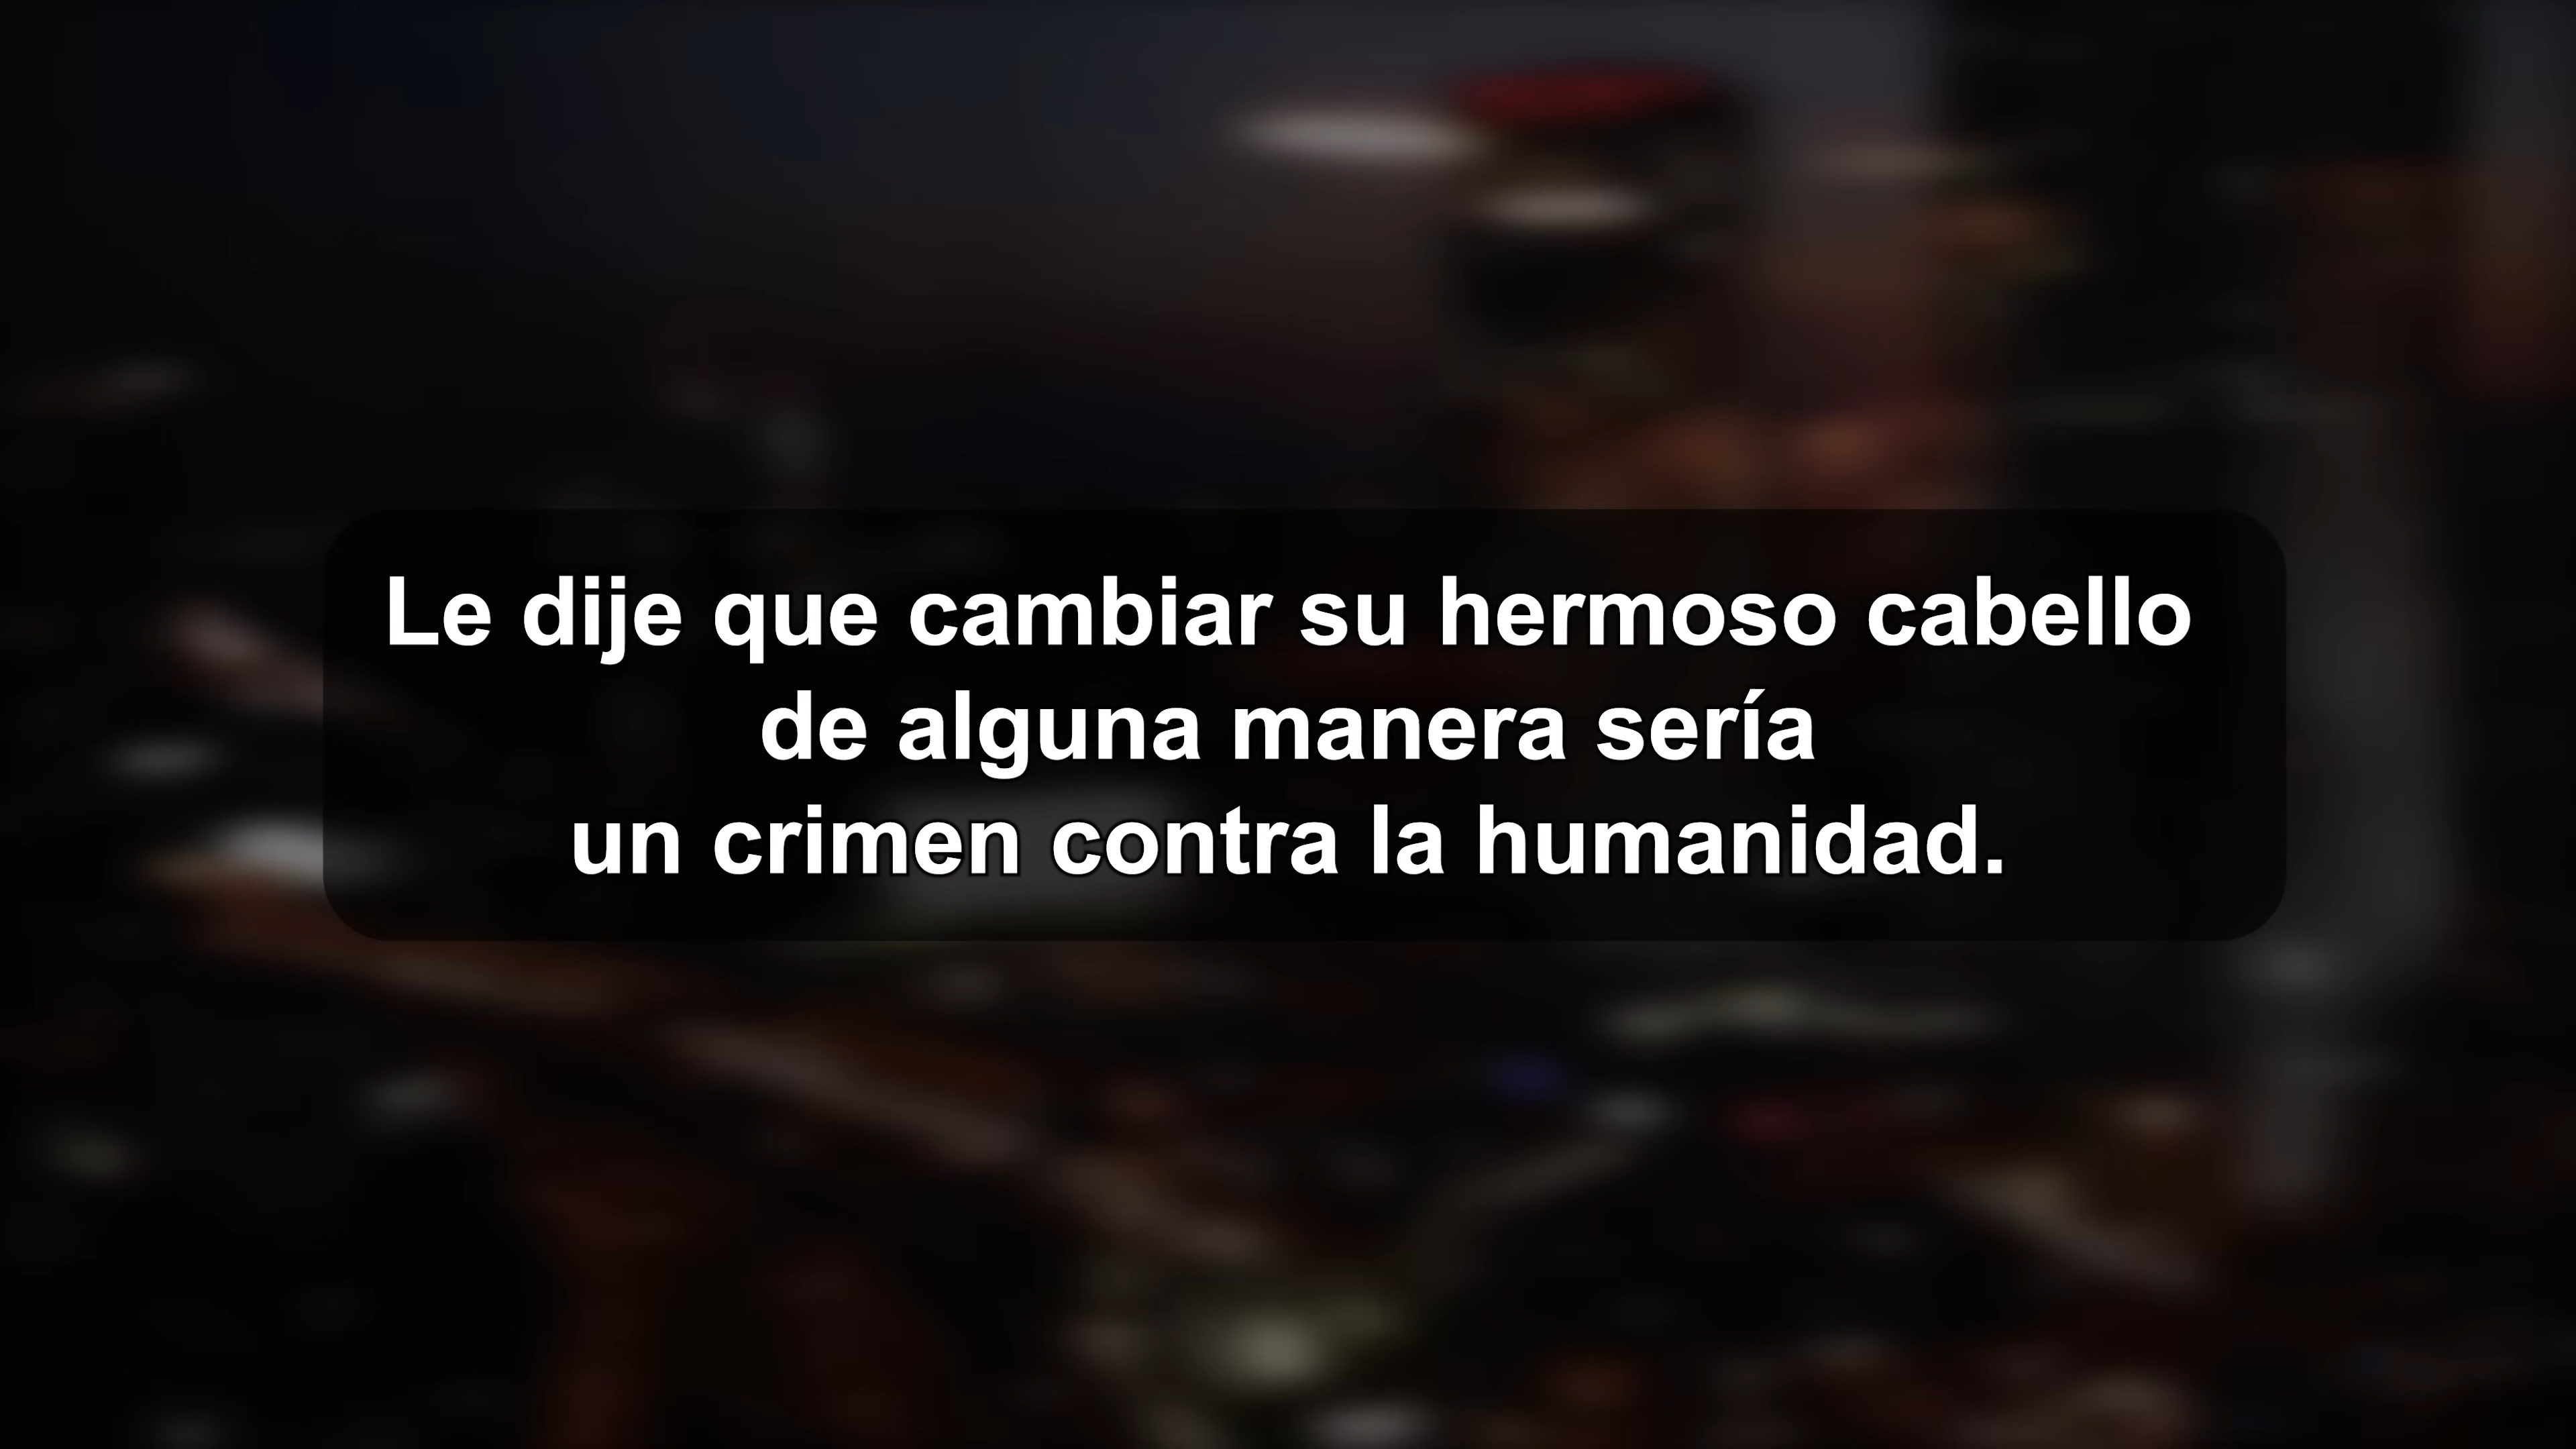 Le dije que cambiar su hermoso cabello
de alguna manera sería
un crimen contra la humanidad.